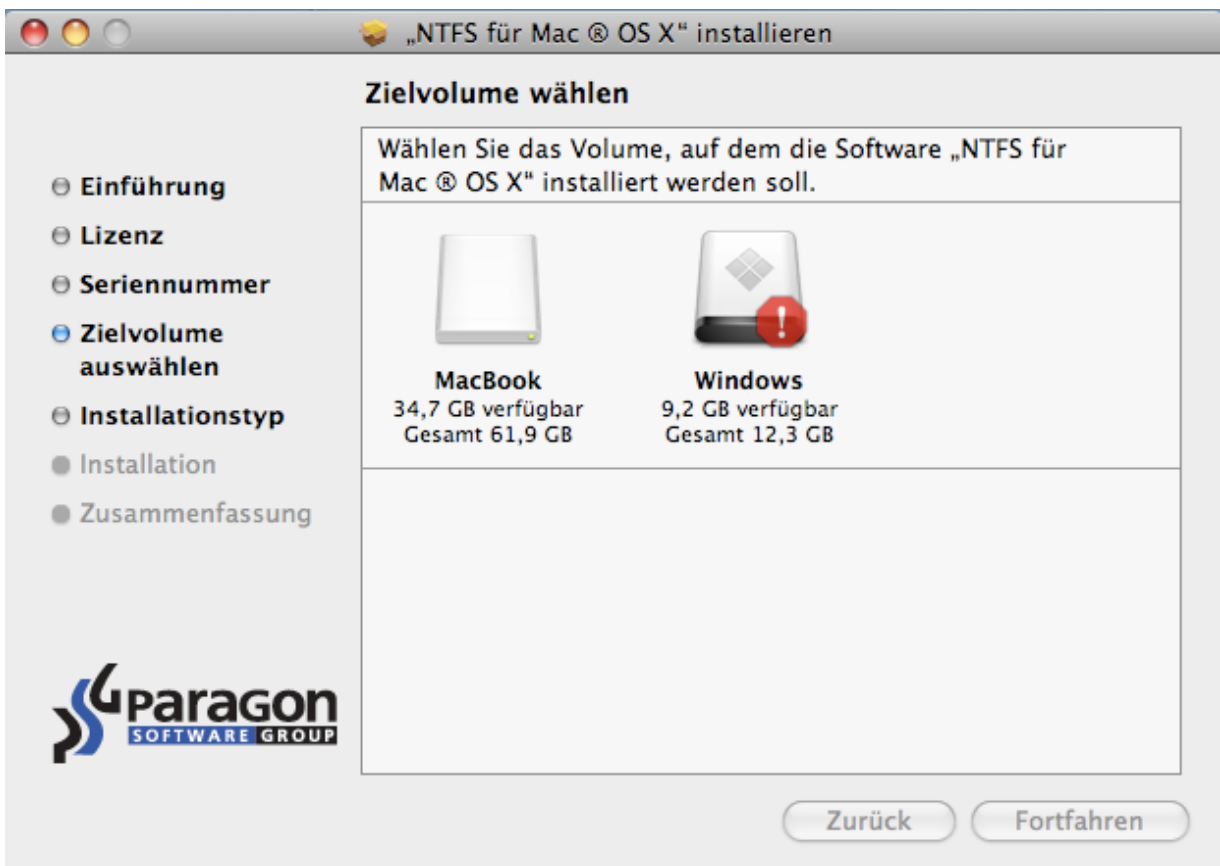 „NTFS für Mac ® OS X“ installieren
Zielvolume wählen
Wählen Sie das Volume, auf dem die Software „NTFS für
Mac ® OS X“ installiert werden soll.
Einführung
Lizenz
Seriennummer
Zielvolume
auswählen
Installationstyp
Installation
Zusammenfassung
MacBook
34,7 GB verfügbar
Gesamt 61,9 GB
Windows
9,2 GB verfügbar
Gesamt 12,3 GB
Paragon
SOFTWARE GROUP
Zurück
Fortfahren